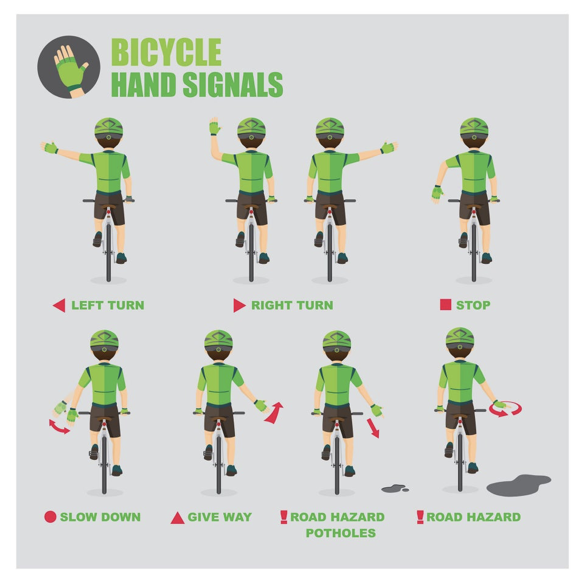 BICYCLE
HAND SIGNALS
LEFT TURN
RIGHT TURN
STOP
SLOW DOWN
GIVE WAY
ROAD HAZARD
POTHOLES
ROAD HAZARD